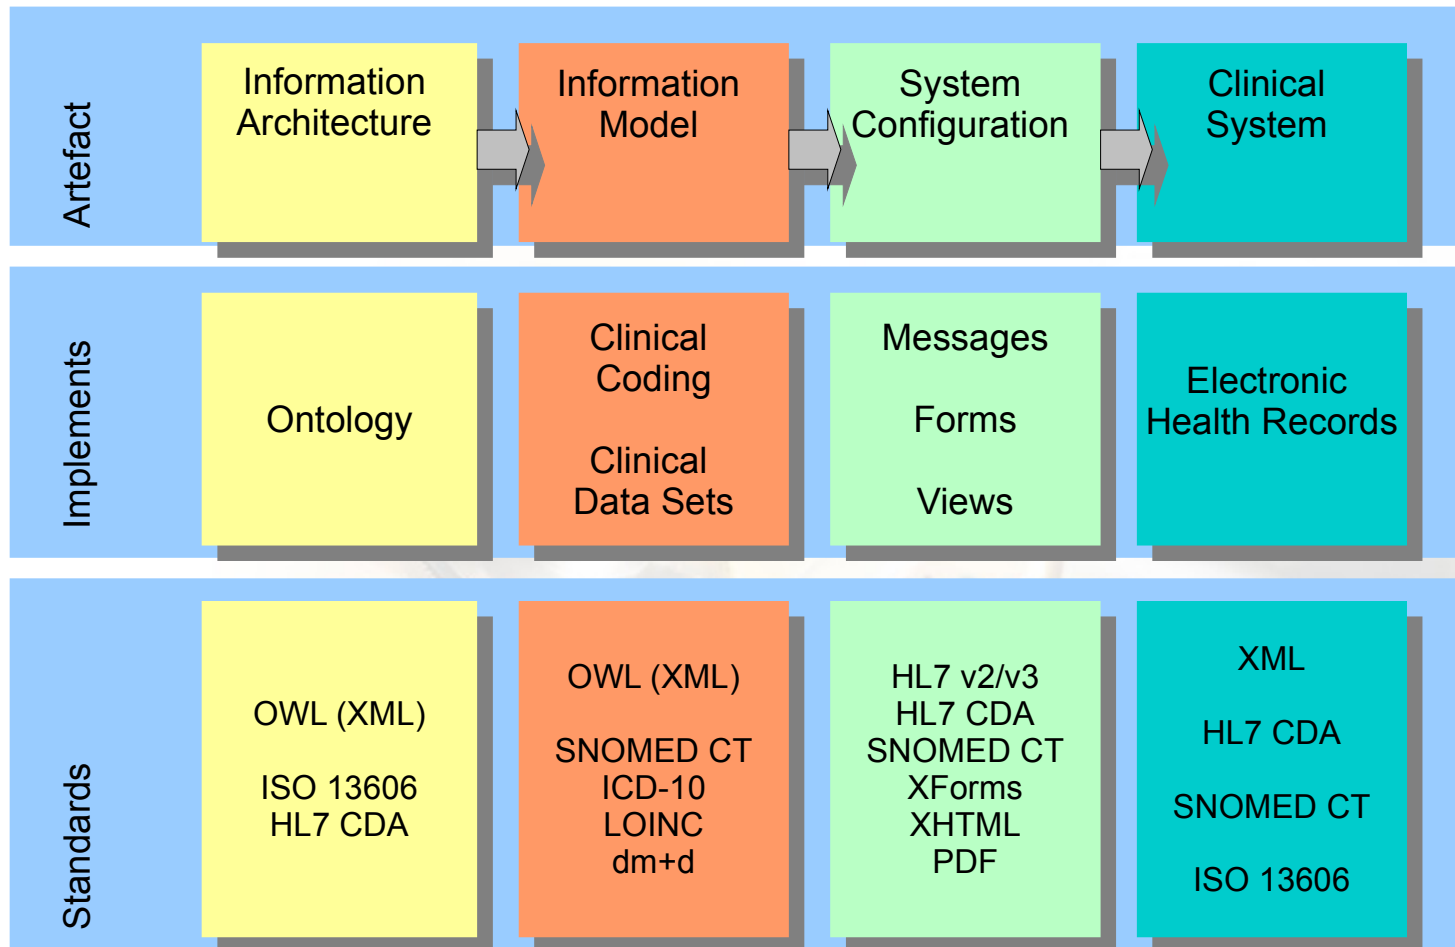 Artefact
Information
Architecture
Information
Model
System
Configuration
Clinical
System
Implements
Ontology
Clinical
Coding
Clinical
Data Sets
Messages
Forms
Views
Electronic
Health Records
Standards
OWL (XML)
ISO 13606
HL7 CDA
OWL (XML)
SNOMED CT
ICD-10
LOINC
dm+d
HL7 v2/v3
HL7 CDA
SNOMED CT
XForms
XHTML
PDF
XML
HL7 CDA
SNOMED CT
ISO 13606